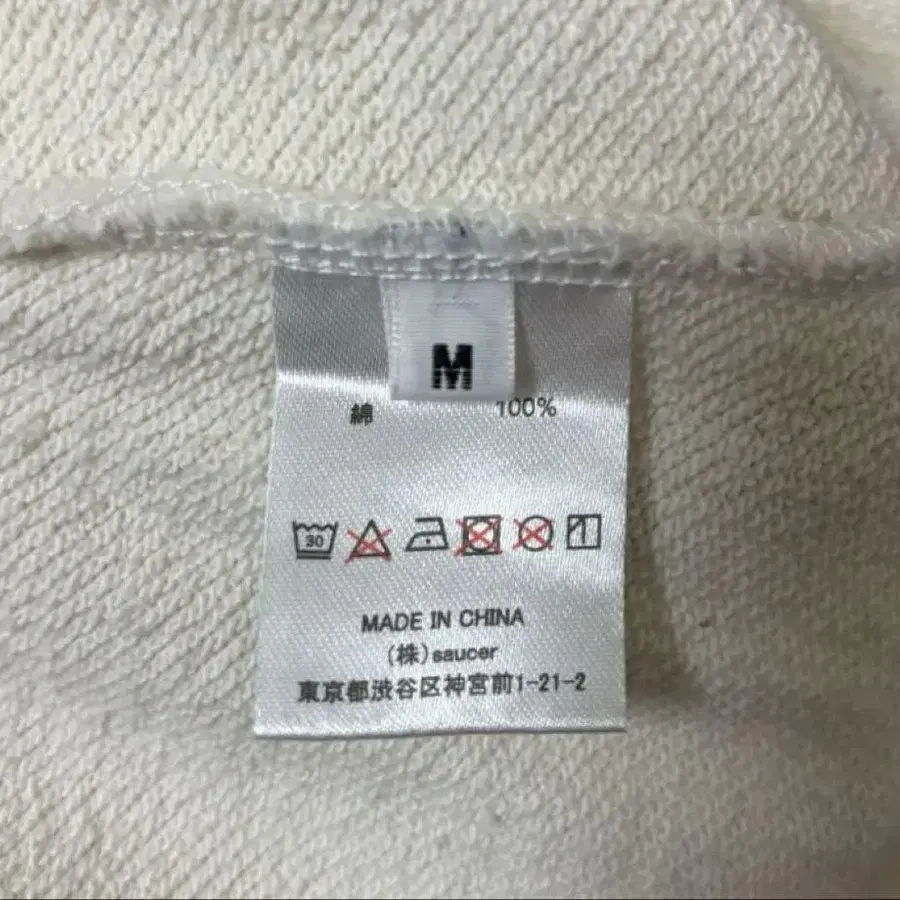 M
綿 100%
30
MADE IN CHINA
(株)saucer
東京都渋谷区神宮前1-21-2